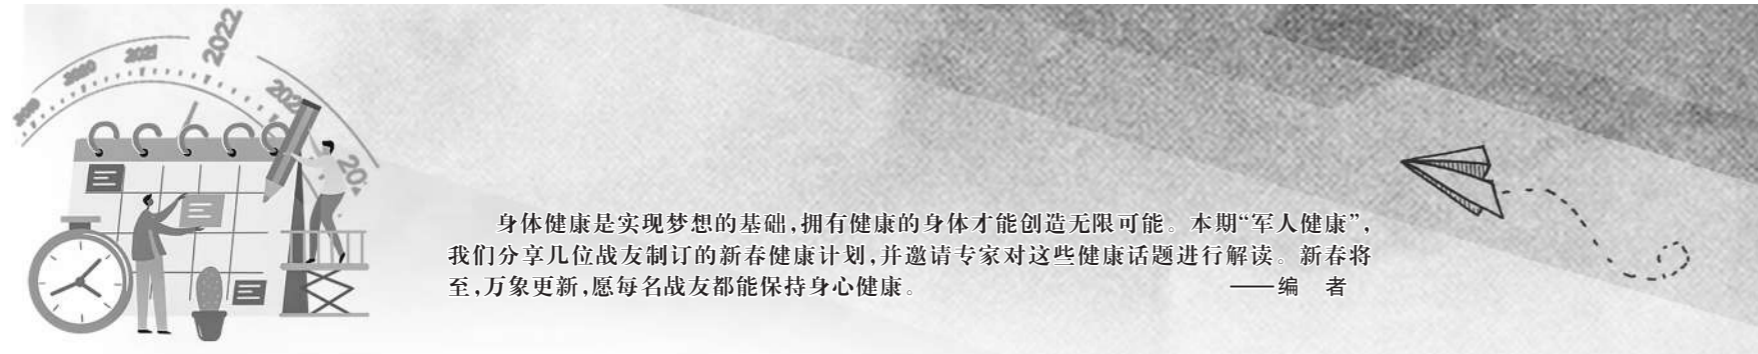 2019
2020
2021
2022
身体健康是实现梦想的基础,拥有健康的身体才能创造无限可能。本期“军人健康”,
我们分享几位战友制订的新春健康计划,并邀请专家对这些健康话题进行解读。新春将
至,万象更新,愿每名战友都能保持身心健康。 ——编　者